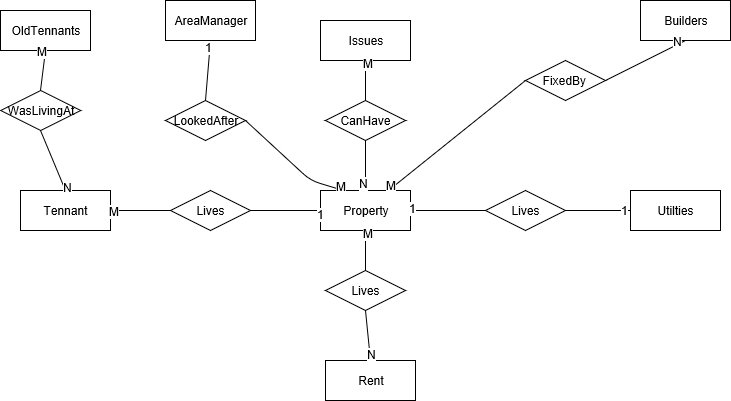 OldTennants
AreaManager
Issues
Builders
M
1
M
N
FixedBy
WasLivingAt
LookedAfter
CanHave
N
M
N
M
Tennant
M
Lives
1
Property
1
Lives
1
Utilties
M
Lives
N
Rent